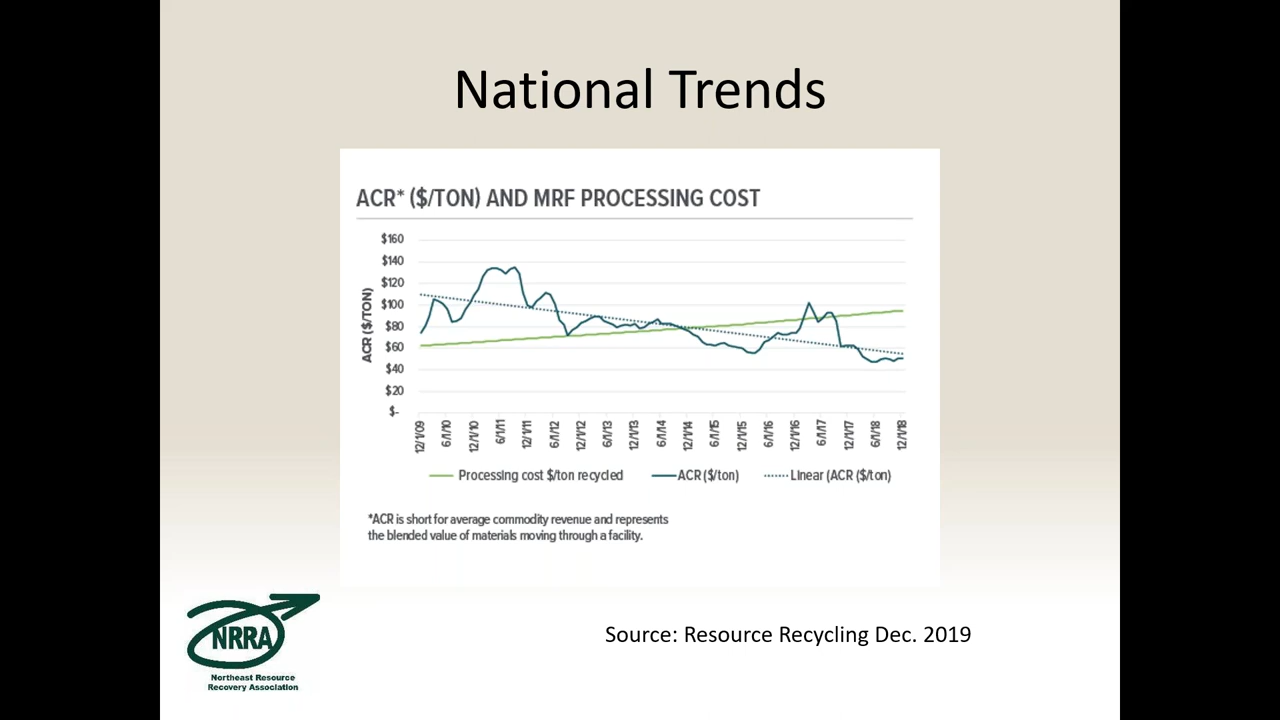 National Trends
ACR* ($/TON) AND MRF PROCESSING COST
ACR ($/TON)
$160
$140
$120
$100
$80
$60
$40
$20
$-
12/1/09
6/1/10
12/1/10
6/1/11
12/1/11
6/1/12
12/1/12
6/1/13
12/1/13
6/1/14
12/1/14
6/1/15
12/1/15
6/1/16
12/1/16
6/1/17
12/1/17
6/1/18
12/1/18
Processing cost $/ton recycled ACR ($/ton) Linear (ACR ($/ton)
*ACR is short for average commodity revenue and represents
the blended value of materials moving through a facility.
NRRA
Northeast Resource
Recovery Association
Source: Resource Recycling Dec. 2019